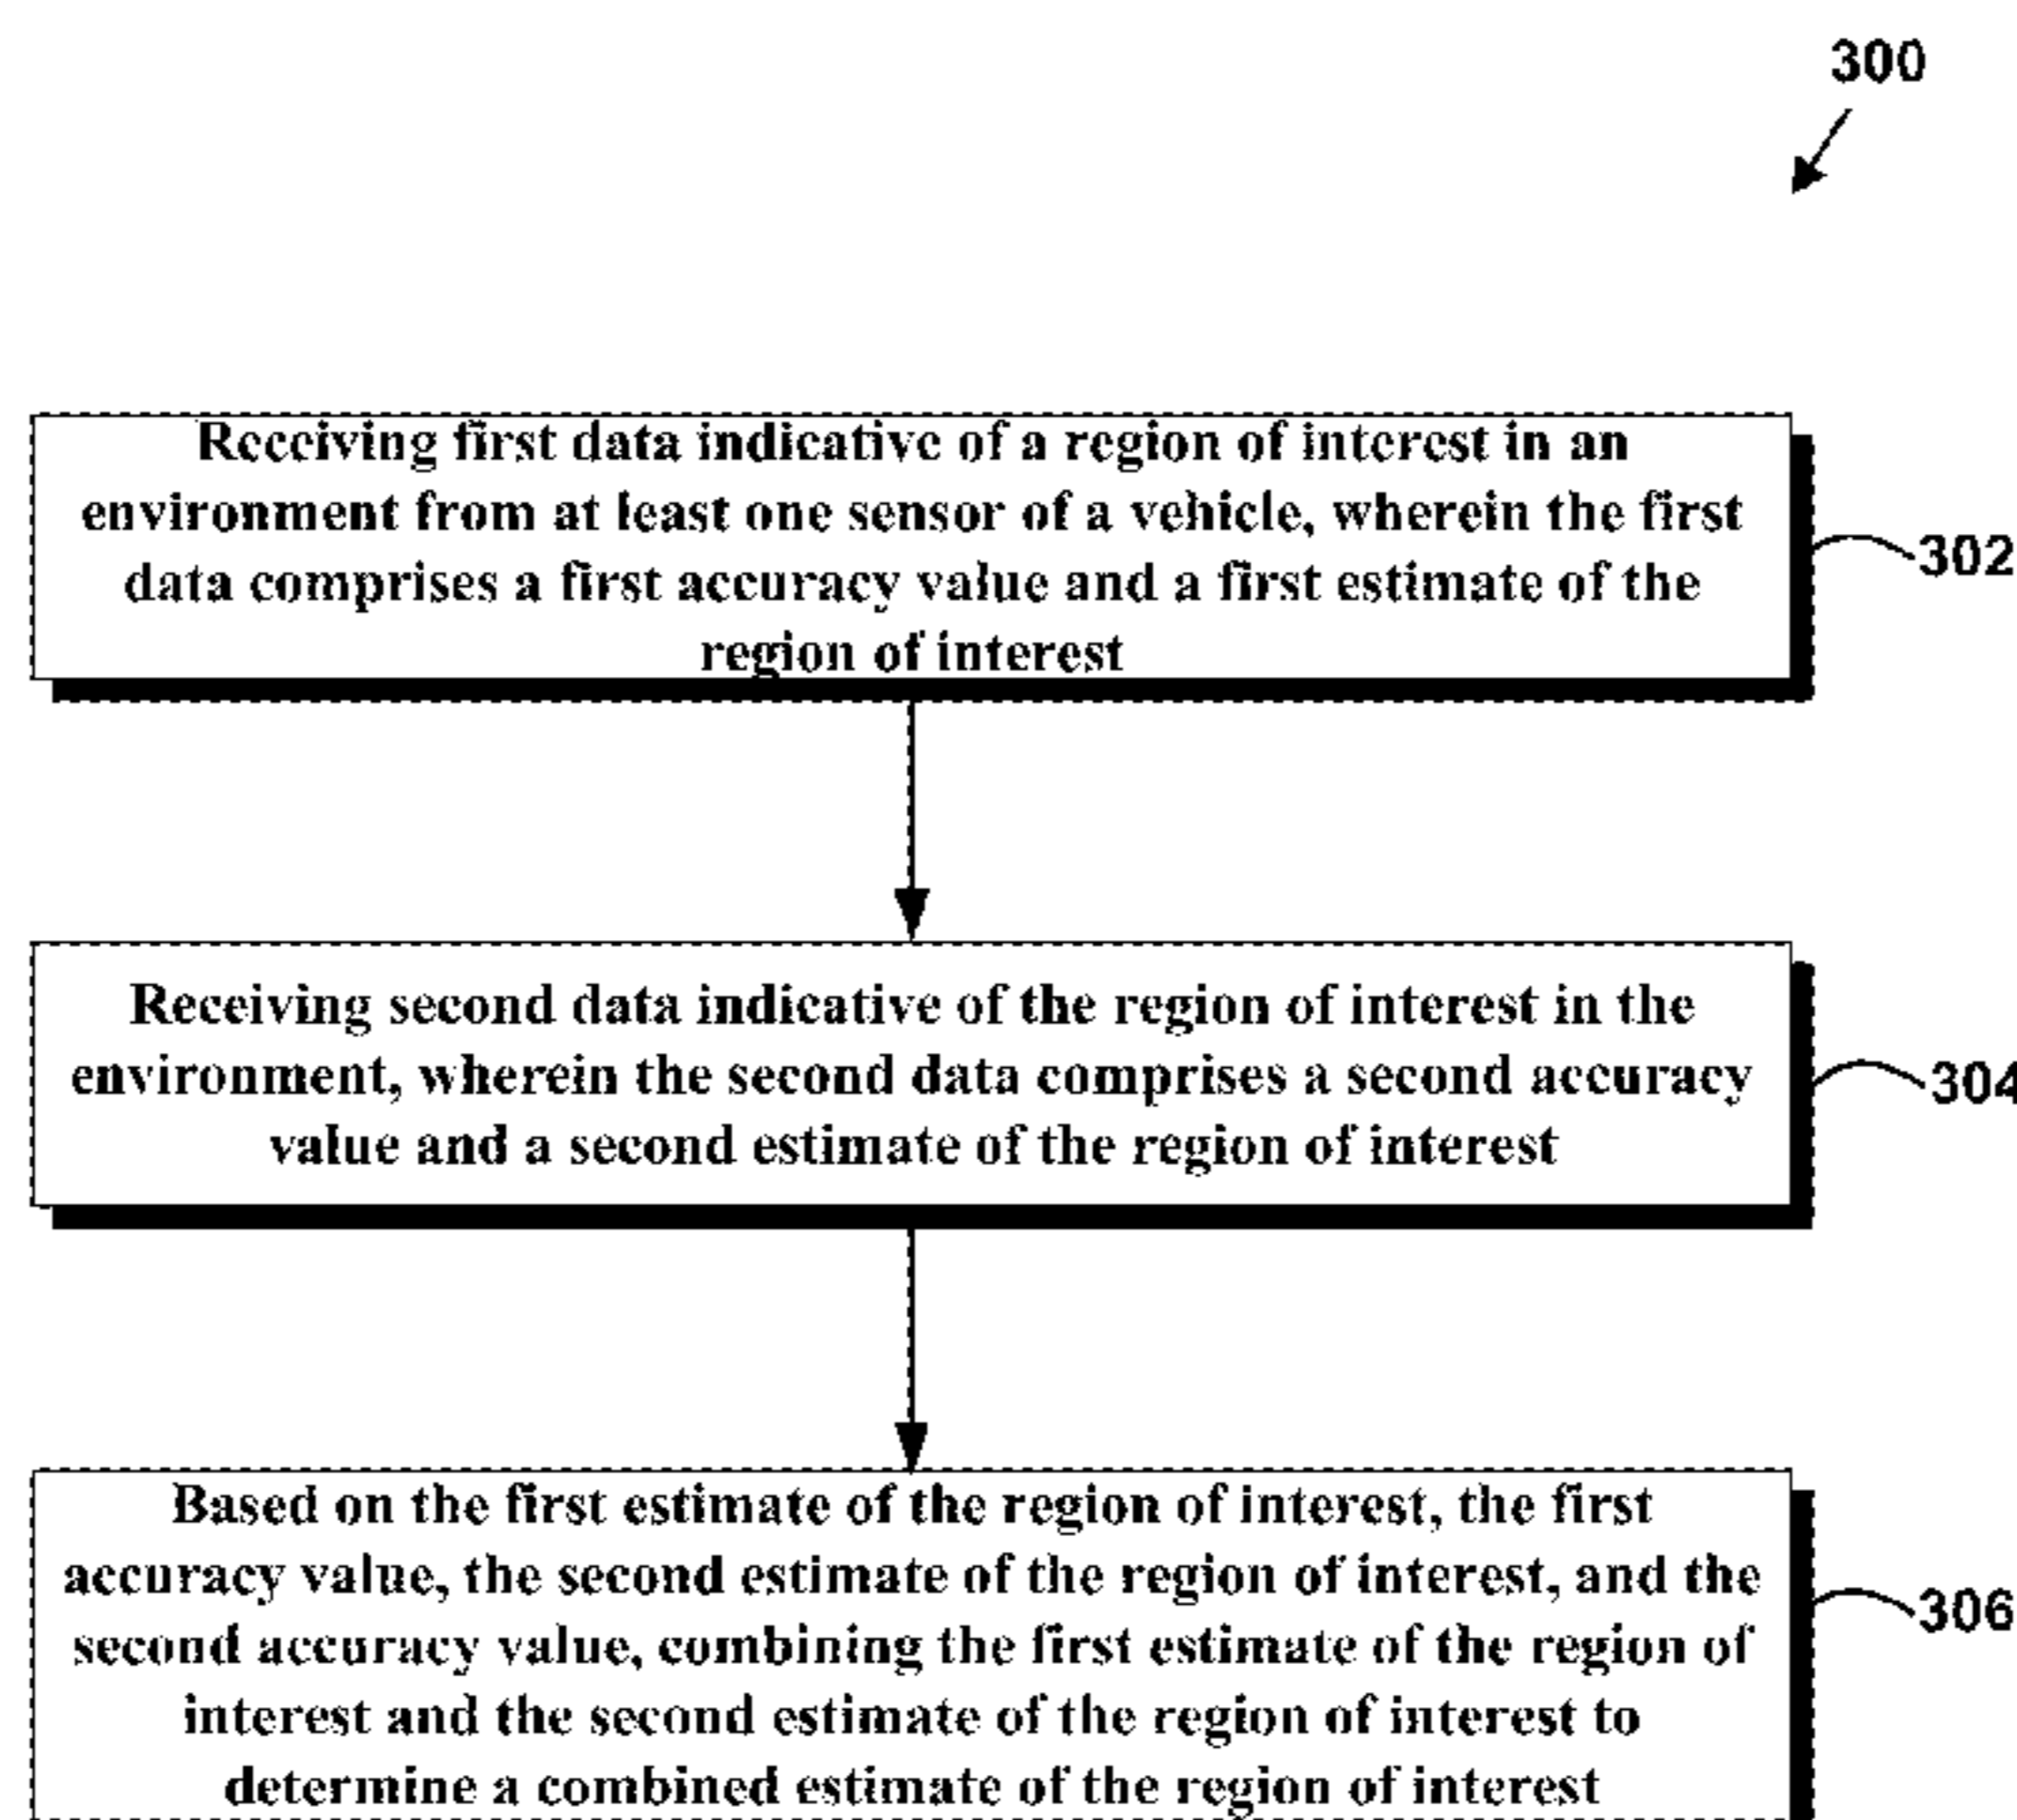 300
Receiving first data indicative of a region of interest in an
environment from at least one sensor of a vehicle, wherein the first
data comprises a first accuracy value and a first estimate of the
region of interest
302
Receiving second data indicative of the region of interest in the
environment, wherein the second data comprises a second accuracy
value and a second estimate of the region of interest
304
Based on the first estimate of the region of interest, the first
accuracy value, the second estimate of the region of interest, and the
second accuracy value, combining the first estimate of the region of
interest and the second estimate of the region of interest to
determine a combined estimate of the region of interest
306